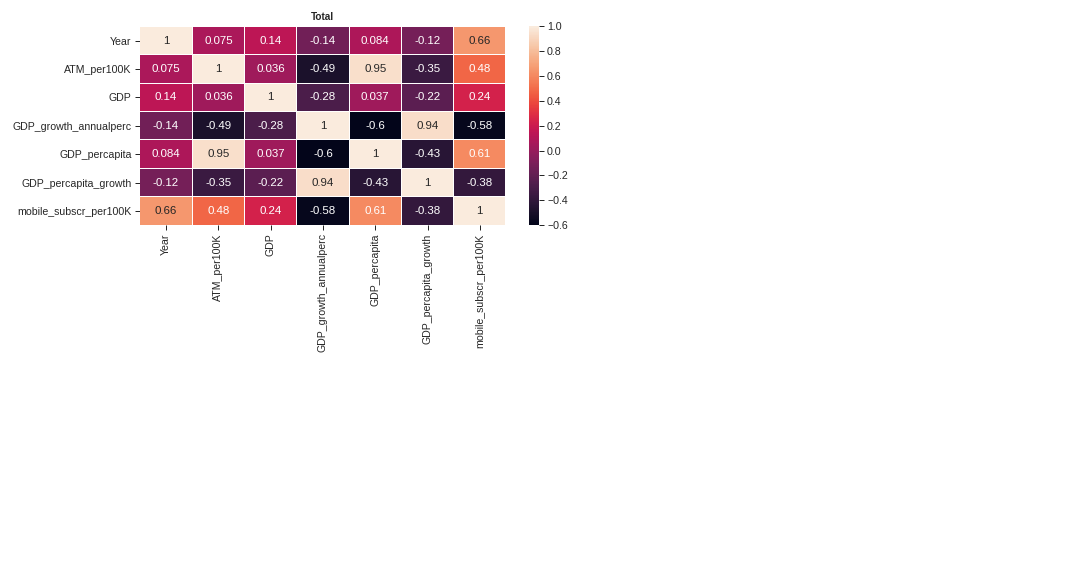 Total
Year 1 0.075 0.14 -0.14 0.084 -0.12 0.66
ATM_per100K 0.075 1 0.036 -0.49 0.95 -0.35 0.48
GDP 0.14 0.036 1 -0.28 0.037 -0.22 0.24
GDP_growth_annualperc -0.14 -0.49 -0.28 1 -0.6 0.94 -0.58
GDP_percapita 0.084 0.95 0.037 -0.6 1 -0.43 0.61
GDP_percapita_growth -0.12 -0.35 -0.22 0.94 -0.43 1 -0.38
mobile_subscr_per100K 0.66 0.48 0.24 -0.58 0.61 -0.38 1
Year
ATM_per100K
GDP
GDP_growth_annualperc
GDP_percapita
GDP_percapita_growth
mobile_subscr_per100K
1.0
0.8
0.6
0.4
0.2
0.0
−0.2
−0.4
−0.6